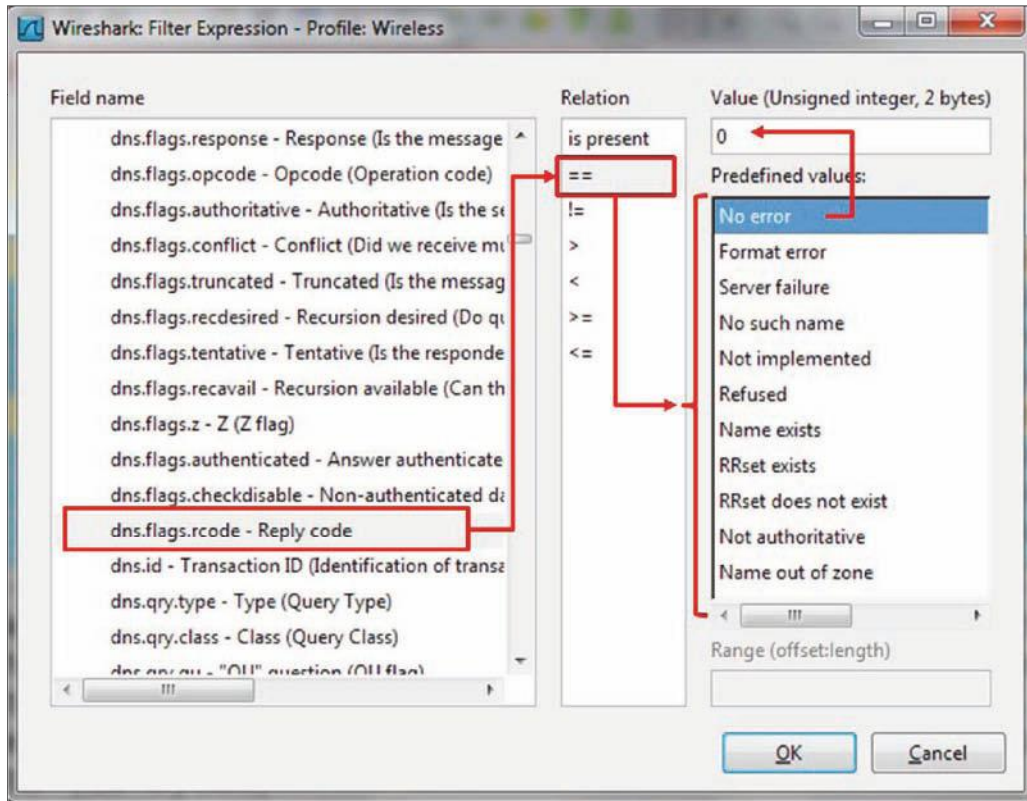 Wireshark: Filter Expression - Profile: Wireless
Field name
dns.flags.response - Response (Is the message
dns.flags.opcode - Opcode (Operation code)
dns.flags.authoritative - Authoritative (Is the se
dns.flags.conflict - Conflict (Did we receive mu
dns.flags.truncated - Truncated (Is the messag
dns.flags.recdesired - Recursion desired (Do qu
dns.flags.tentative - Tentative (Is the responde
dns.flags.recavail - Recursion available (Can th
dns.flags.z - Z (Z flag)
dns.flags.authenticated - Answer authenticate
dns.flags.checkdisable - Non-authenticated da
dns.flags.rcode - Reply code
dns.id - Transaction ID (Identification of transa
dns.qry.type - Type (Query Type)
dns.qry.class - Class (Query Class)
dns.qry.qu - "QU" question (QU flag)
Relation
is present
==
!=
>
<
>=
<=
Value (Unsigned integer, 2 bytes)
0
Predefined values:
No error
Format error
Server failure
No such name
Not implemented
Refused
Name exists
RRset exists
RRset does not exist
Not authoritative
Name out of zone
Range (offset:length)
OK
Cancel